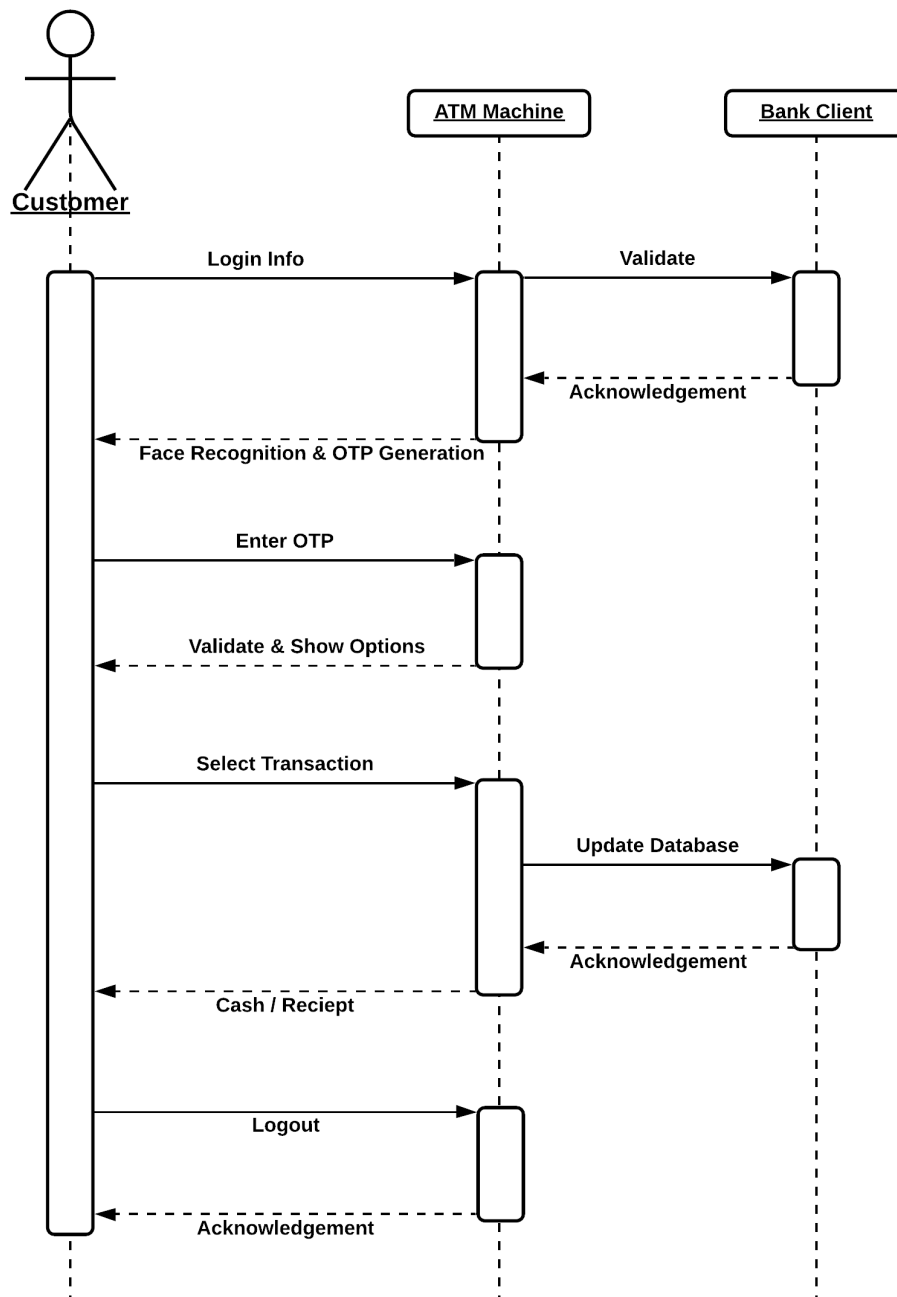 ATM Machine
Bank Client
Customer
Login Info
Validate
Acknowledgement
Face Recognition & OTP Generation
Enter OTP
Validate & Show Options
Select Transaction
Update Database
Acknowledgement
Cash / Reciept
Logout
Acknowledgement